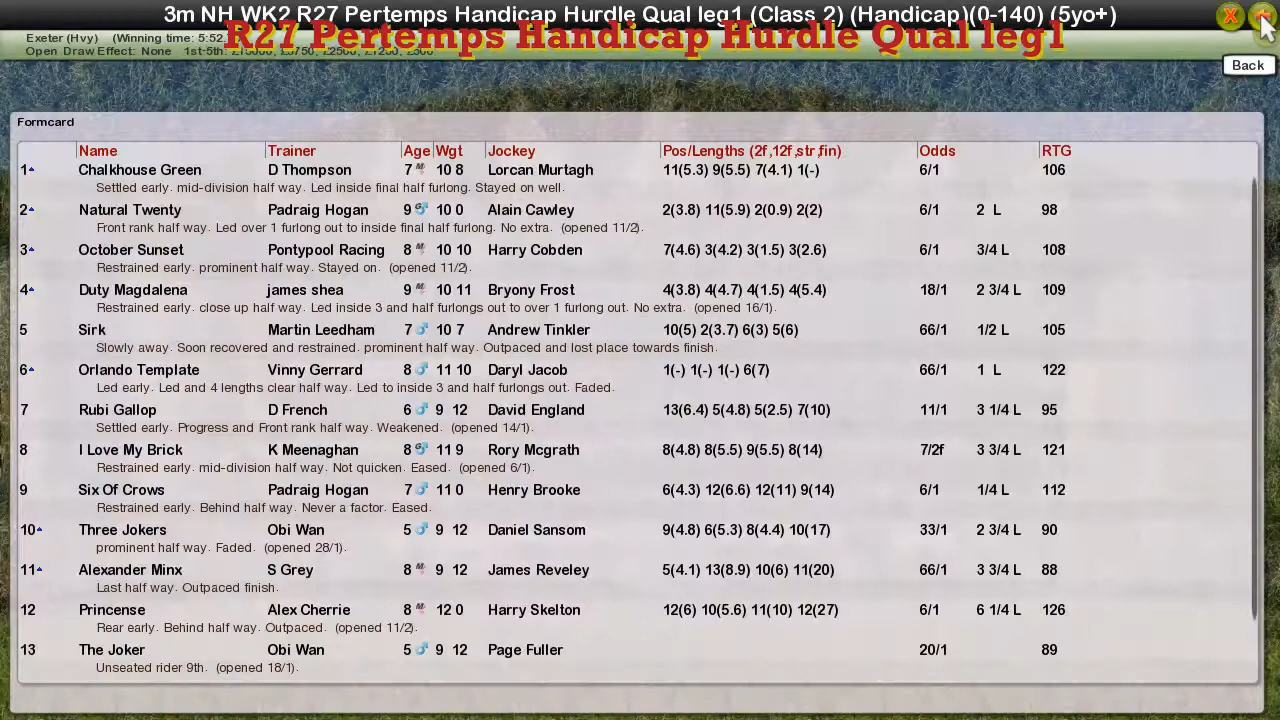 3m NH WK2 R27 Pertemps Handicap Hurdle Qual leg1 (Class 2) (Handicap)(0-140) (5yo+)
R27 Pertemps Handicap Hurdle Qual leg1
Exeter (Hvy) (Winning time: 5:52.
Open Draw Effect: None 1st-5th:
Back
Formcard
Name Trainer Age Wgt Jockey Pos/Lengths (2f,12f,str,fin) Odds RTG
1 Chalkhouse Green D Thompson 7 10 8 Lorcan Murtagh 11(5.3) 9(5.5) 7(4.1) 1(-) 6/1 106
Settled early. mid-division half way. Led inside final half furlong. Stayed on well.
2 Natural Twenty Padraig Hogan 9 10 0 Alain Cawley 2(3.8) 11(5.9) 2(0.9) 2(2) 6/1 2 L 98
Front rank half way. Led over 1 furlong out to inside final half furlong. No extra. (opened 11/2).
3 October Sunset Pontypool Racing 8 10 10 Harry Cobden 7(4.6) 3(4.2) 3(1.5) 3(2.6) 6/1 3/4 L 108
Restrained early. prominent half way. Stayed on. (opened 11/2).
4 Duty Magdalena james shea 9 10 11 Bryony Frost 4(3.8) 4(4.7) 4(1.5) 4(5.4) 18/1 2 3/4 L 109
Restrained early. close up half way. Led inside 3 and half furlongs out to over 1 furlong out. No extra. (opened 16/1).
5 Sirk Martin Leedham 7 10 7 Andrew Tinkler 10(5) 2(3.7) 6(3) 5(6) 66/1 1/2 L 105
Slowly away. Soon recovered and restrained. prominent half way. Outpaced and lost place towards finish.
6 Orlando Template Vinny Gerrard 8 11 10 Daryl Jacob 1(-) 1(-) 1(-) 6(7) 66/1 1 L 122
Led early. Led and 4 lengths clear half way. Led to inside 3 and half furlongs out. Faded.
7 Rubi Gallop D French 6 9 12 David England 13(6.4) 5(4.8) 5(2.5) 7(10) 11/1 3 1/4 L 95
Settled early. Progress and Front rank half way. Weakened. (opened 14/1).
8 I Love My Brick K Meenaghan 8 11 9 Rory Mcgrath 8(4.8) 8(5.5) 9(5.5) 8(14) 7/2f 3 3/4 L 121
Restrained early. mid-division half way. Not quicken. Eased. (opened 6/1).
9 Six Of Crows Padraig Hogan 7 11 0 Henry Brooke 6(4.3) 12(6.6) 12(11) 9(14) 6/1 1/4 L 112
Restrained early. Behind half way. Never a factor. Eased.
10 Three Jokers Obi Wan 5 9 12 Daniel Sansom 9(4.8) 6(5.3) 8(4.4) 10(17) 33/1 2 3/4 L 90
prominent half way. Faded. (opened 28/1).
11 Alexander Minx S Grey 8 9 12 James Reveley 5(4.1) 13(8.9) 10(6) 11(20) 66/1 3 3/4 L 88
Last half way. Outpaced finish.
12 Princense Alex Cherrie 8 12 0 Harry Skelton 12(6) 10(5.6) 11(10) 12(27) 6/1 6 1/4 L 126
Rear early. Behind half way. Outpaced. (opened 11/2).
13 The Joker Obi Wan 5 9 12 Page Fuller 20/1 89
Unseated rider 9th. (opened 18/1).